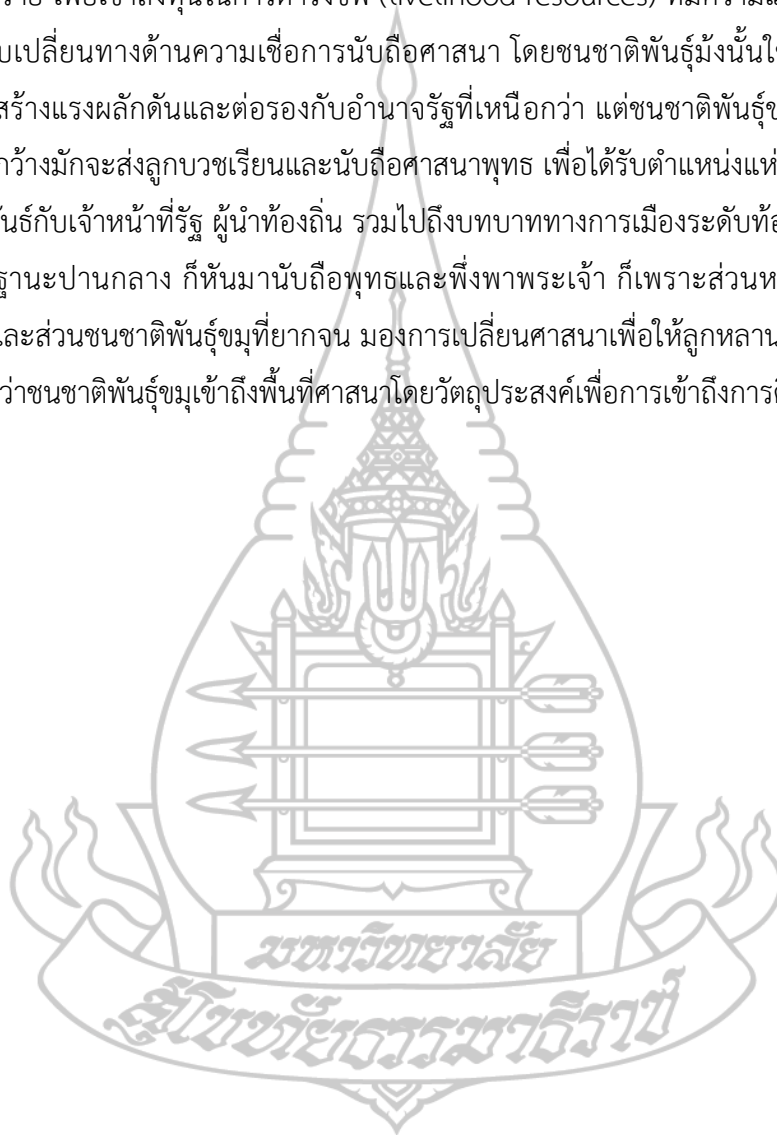 เพื่อเข้าถึงทุนในการดำรงชีพ (livelihood resources) ที่มีความ
เปลี่ยนทางด้านความเชื่อการนับถือศาสนา โดยชนชาติพันธุ์ม้งนั้น
สร้างแรงผลักดันและต่อรองกับอำนาจรัฐที่เหนือกว่า แต่ชนชาติพันธุ์
กว้างมักจะส่งลูกบวชเรียนและนับถือศาสนาพุทธ เพื่อได้รับตำแหน่งแห่
ันธ์กับเจ้าหน้าที่รัฐ ผู้นำท้องถิ่น รวมไปถึงบทบาททางการเมืองระดับท้อ
ฐานะปานกลาง ก็หันมานับถือพุทธและพึ่งพาพระเจ้า ก็เพราะส่วนห
และส่วนชนชาติพันธุ์ขมุที่ยากจน มองการเปลี่ยนศาสนาเพื่อให้ลูกหลาน
ว่าชนชาติพันธุ์ขมุเข้าถึงพื้นที่ศาสนาโดยวัตถุประสงค์เพื่อการเข้าถึงการ
มหาวิทยาลัย
สุโขทัยธรรมาธิราช